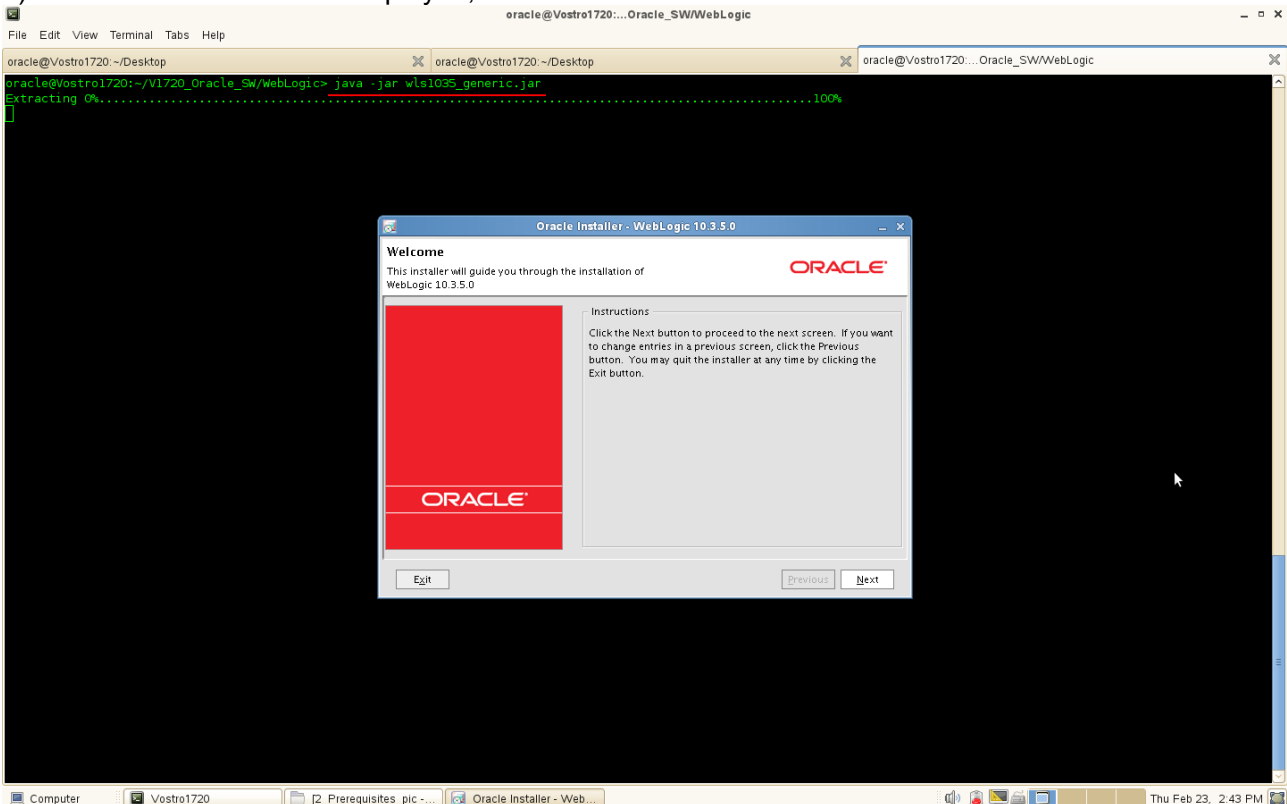 oracle@Vostro1720:...Oracle_SW/WebLogic
File Edit View Terminal Tabs Help
oracle@Vostro1720:~/Desktop
oracle@Vostro1720:~/Desktop
oracle@Vostro1720:...Oracle_SW/WebLogic
oracle@Vostro1720:~/V1720_Oracle_SW/WebLogic> java -jar wls1035_generic.jar
Extracting 0%....................................................................................................100%
Oracle Installer - WebLogic 10.3.5.0
Welcome
This installer will guide you through the installation of
WebLogic 10.3.5.0
ORACLE
Instructions
Click the Next button to proceed to the next screen. If you want
to change entries in a previous screen, click the Previous
button. You may quit the installer at any time by clicking the
Exit button.
ORACLE
Exit
Previous
Next
Computer
Vostro1720
[2_Prerequisites_pic -...
Oracle Installer - Web...
Thu Feb 23, 2:43 PM